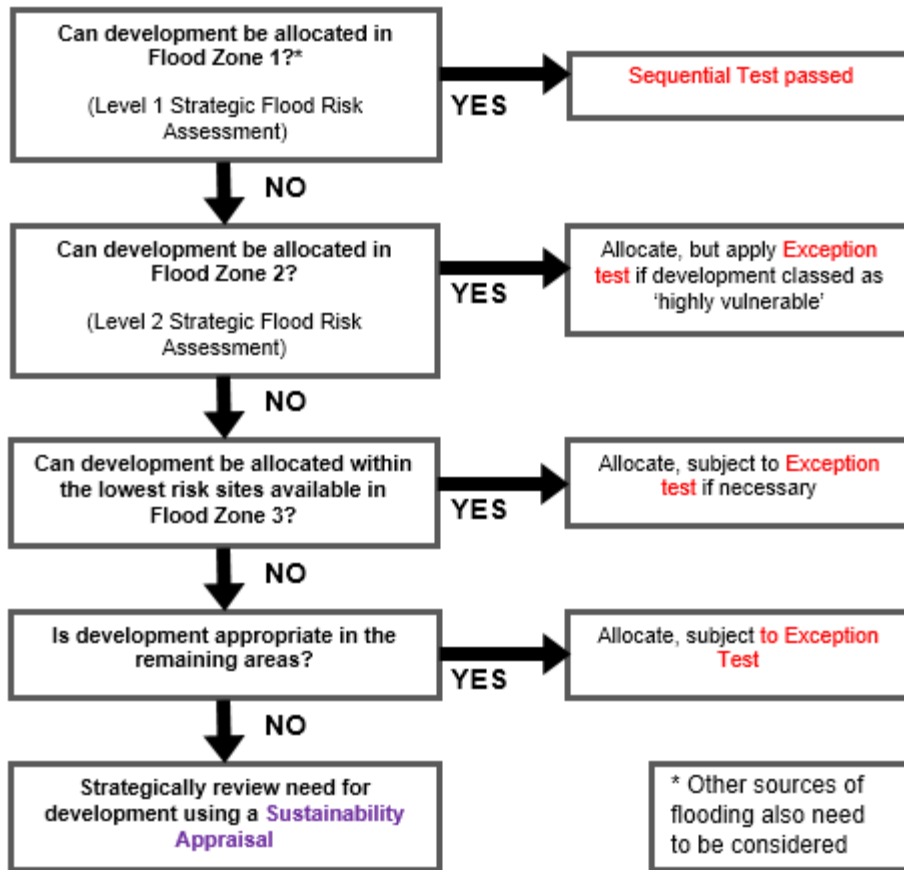 Can development be allocated in
Flood Zone 1?*
(Level 1 Strategic Flood Risk
Assessment)
YES
Sequential Test passed
NO
Can development be allocated in
Flood Zone 2?
(Level 2 Strategic Flood Risk
Assessment)
YES
Allocate, but apply Exception
test if development classed as
‘highly vulnerable’
NO
Can development be allocated within
the lowest risk sites available in
Flood Zone 3?
YES
Allocate, subject to Exception
test if necessary
NO
Is development appropriate in the
remaining areas?
YES
Allocate, subject to Exception
Test
NO
Strategically review need for
development using a Sustainability
Appraisal
* Other sources of
flooding also need
to be considered